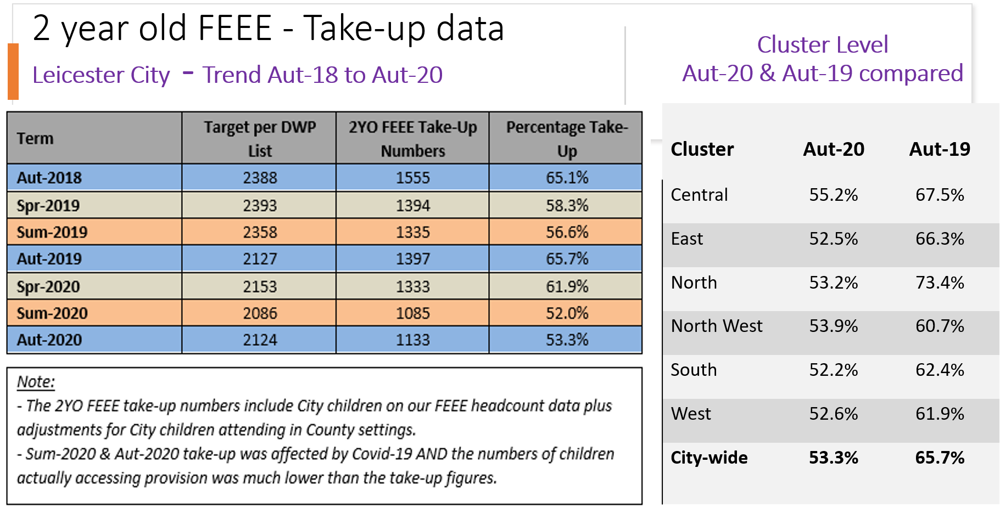 2 year old FEEE - Take-up data
Leicester City - Trend Aut-18 to Aut-20
Cluster Level
Aut-20 & Aut-19 compared
Term Target per DWP List 2YO FEEE Take-Up Numbers Percentage Take-Up
Aut-2018 2388 1555 65.1%
Spr-2019 2393 1394 58.3%
Sum-2019 2358 1335 56.6%
Aut-2019 2127 1397 65.7%
Spr-2020 2153 1333 61.9%
Sum-2020 2086 1085 52.0%
Aut-2020 2124 1133 53.3%
Note:
- The 2YO FEEE take-up numbers include City children on our FEEE headcount data plus
adjustments for City children attending in County settings.
- Sum-2020 & Aut-2020 take-up was affected by Covid-19 AND the numbers of children
actually accessing provision was much lower than the take-up figures.
Cluster Aut-20 Aut-19
Central 55.2% 67.5%
East 52.5% 66.3%
North 53.2% 73.4%
North West 53.9% 60.7%
South 52.2% 62.4%
West 52.6% 61.9%
City-wide 53.3% 65.7%